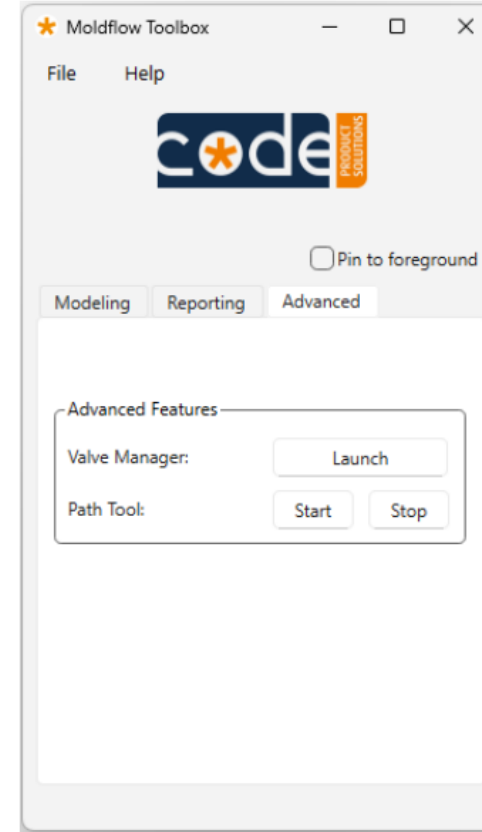 Moldflow Toolbox
File Help
code PRODUCT SOLUTIONS
Pin to foreground
Modeling Reporting Advanced
Advanced Features
Valve Manager: Launch
Path Tool: Start Stop